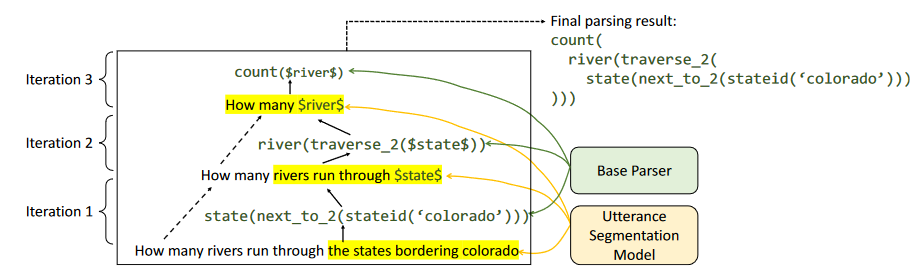 Final parsing result:
count(
river(traverse_2(
state(next_to_2(stateid(‘colorado’)))
)))
Iteration 3
count($river$)
How many $river$
Iteration 2
river(traverse_2($state$))
How many rivers run through $state$
Iteration 1
state(next_to_2(stateid(‘colorado’)))
How many rivers run through the states bordering colorado
Base Parser
Utterance
Segmentation
Model